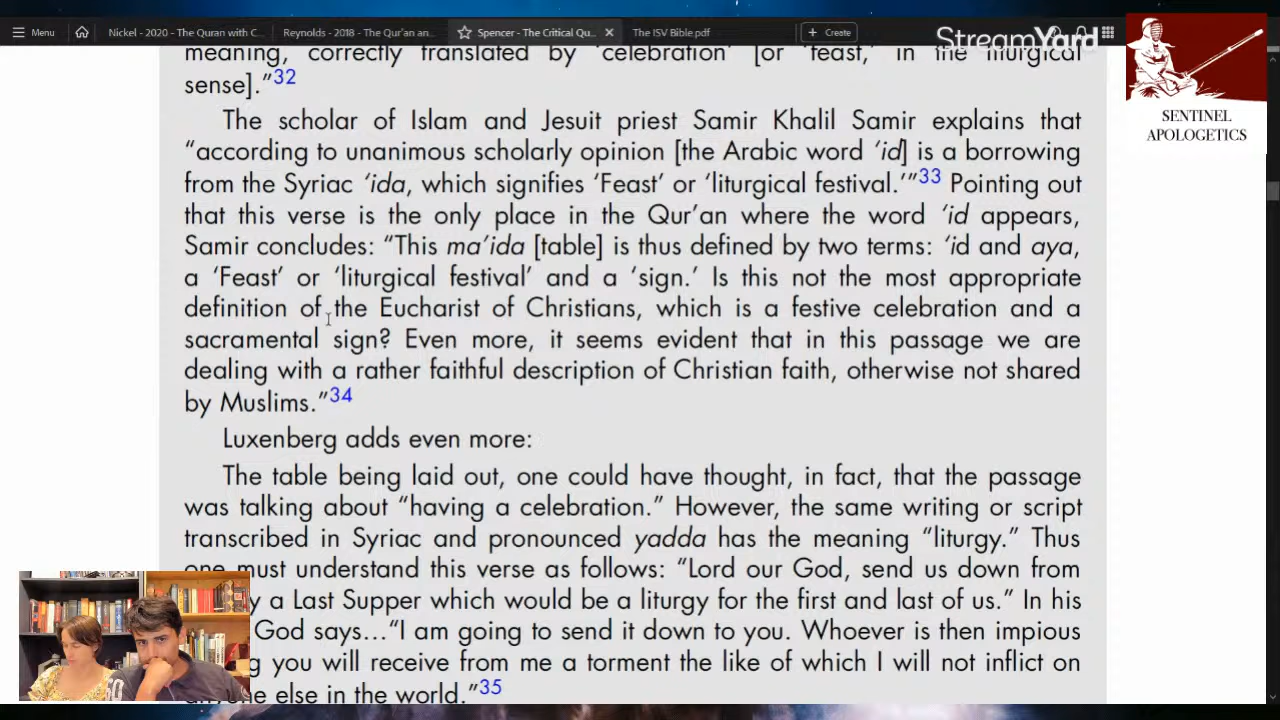 Menu
Nickel - 2020 - The Quran with C...
Reynolds - 2018 - The Qur'an an...
Spencer - The Critical Qu...
The ISV Bible.pdf
Create
StreamYard
SENTINEL
APOLOGETICS
meaning, correctly translated by ‘celebration’ [or ‘feast,’ in the liturgical
sense].”32
The scholar of Islam and Jesuit priest Samir Khalil Samir explains that
“according to unanimous scholarly opinion [the Arabic word ‘id] is a borrowing
from the Syriac ‘ida, which signifies ‘Feast’ or ‘liturgical festival.’”33 Pointing out
that this verse is the only place in the Qur’an where the word ‘id appears,
Samir concludes: “This ma’ida [table] is thus defined by two terms: ‘id and aya,
a ‘Feast’ or ‘liturgical festival’ and a ‘sign.’ Is this not the most appropriate
definition of the Eucharist of Christians, which is a festive celebration and a
sacramental sign? Even more, it seems evident that in this passage we are
dealing with a rather faithful description of Christian faith, otherwise not shared
by Muslims.”34
Luxenberg adds even more:
The table being laid out, one could have thought, in fact, that the passage
was talking about “having a celebration.” However, the same writing or script
transcribed in Syriac and pronounced yadda has the meaning “liturgy.” Thus
one must understand this verse as follows: “Lord our God, send us down from
a Last Supper which would be a liturgy for the first and last of us.” In his
God says…“I am going to send it down to you. Whoever is then impious
you will receive from me a torment the like of which I will not inflict on
else in the world.”35